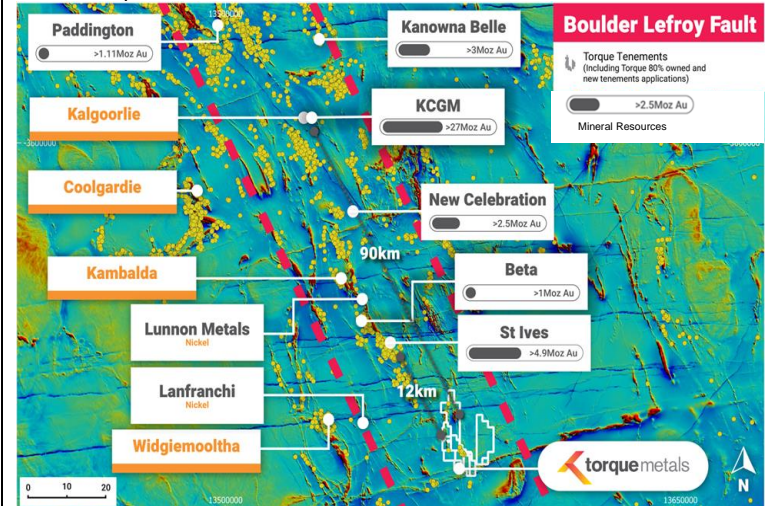 13500000
Paddington
>1.11Moz Au
Kanowna Belle
>3Moz Au
Boulder Lefroy Fault
Torque Tenements
(Including Torque 80% owned and
new tenements applications)
>2.5Moz Au
Mineral Resources
Kalgoorlie
KCGM
>27Moz Au
-3600000
Coolgardie
New Celebration
>2.5Moz Au
90km
Kambalda
Beta
>1Moz Au
Lunnon Metals
Nickel
St Ives
>4.9Moz Au
Lanfranchi
Nickel
12km
Widgiemooltha
torquemetals
N
0 10 20
13500000
13650000